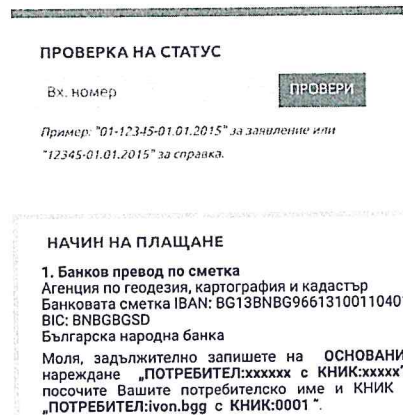 ПРОВЕРКА НА СТАТУС
Вх. номер
ПРОВЕРИ
Пример: "01-12345-01.01.2015" за заявление или
"12345-01.01.2015" за справка.
НАЧИН НА ПЛАЩАНЕ
1. Банков превод по сметка
Агенция по геодезия, картография и кадастър
Банковата сметка IBAN: BG13BNBG96613100110401
BIC: BNBGBGSD
Българска народна банка
Моля, задължително запишете на ОСНОВАНИ
нареждане „ПОТРЕБИТЕЛ:xxxxxx с КНИК:xxxxx"
посочите Вашите потребителско име и КНИК
„ПОТРЕБИТЕЛ:ivon.bgg с КНИК:0001 ".